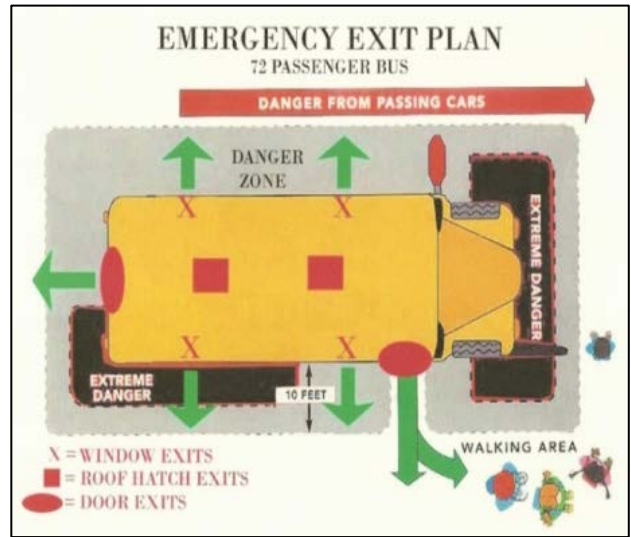 EMERGENCY EXIT PLAN
72 PASSENGER BUS
DANGER FROM PASSING CARS
DANGER
ZONE
X
X
EXTREME DANGER
X
X
EXTREME
DANGER
10 FEET
WALKING AREA
X = WINDOW EXITS
= ROOF HATCH EXITS
= DOOR EXITS